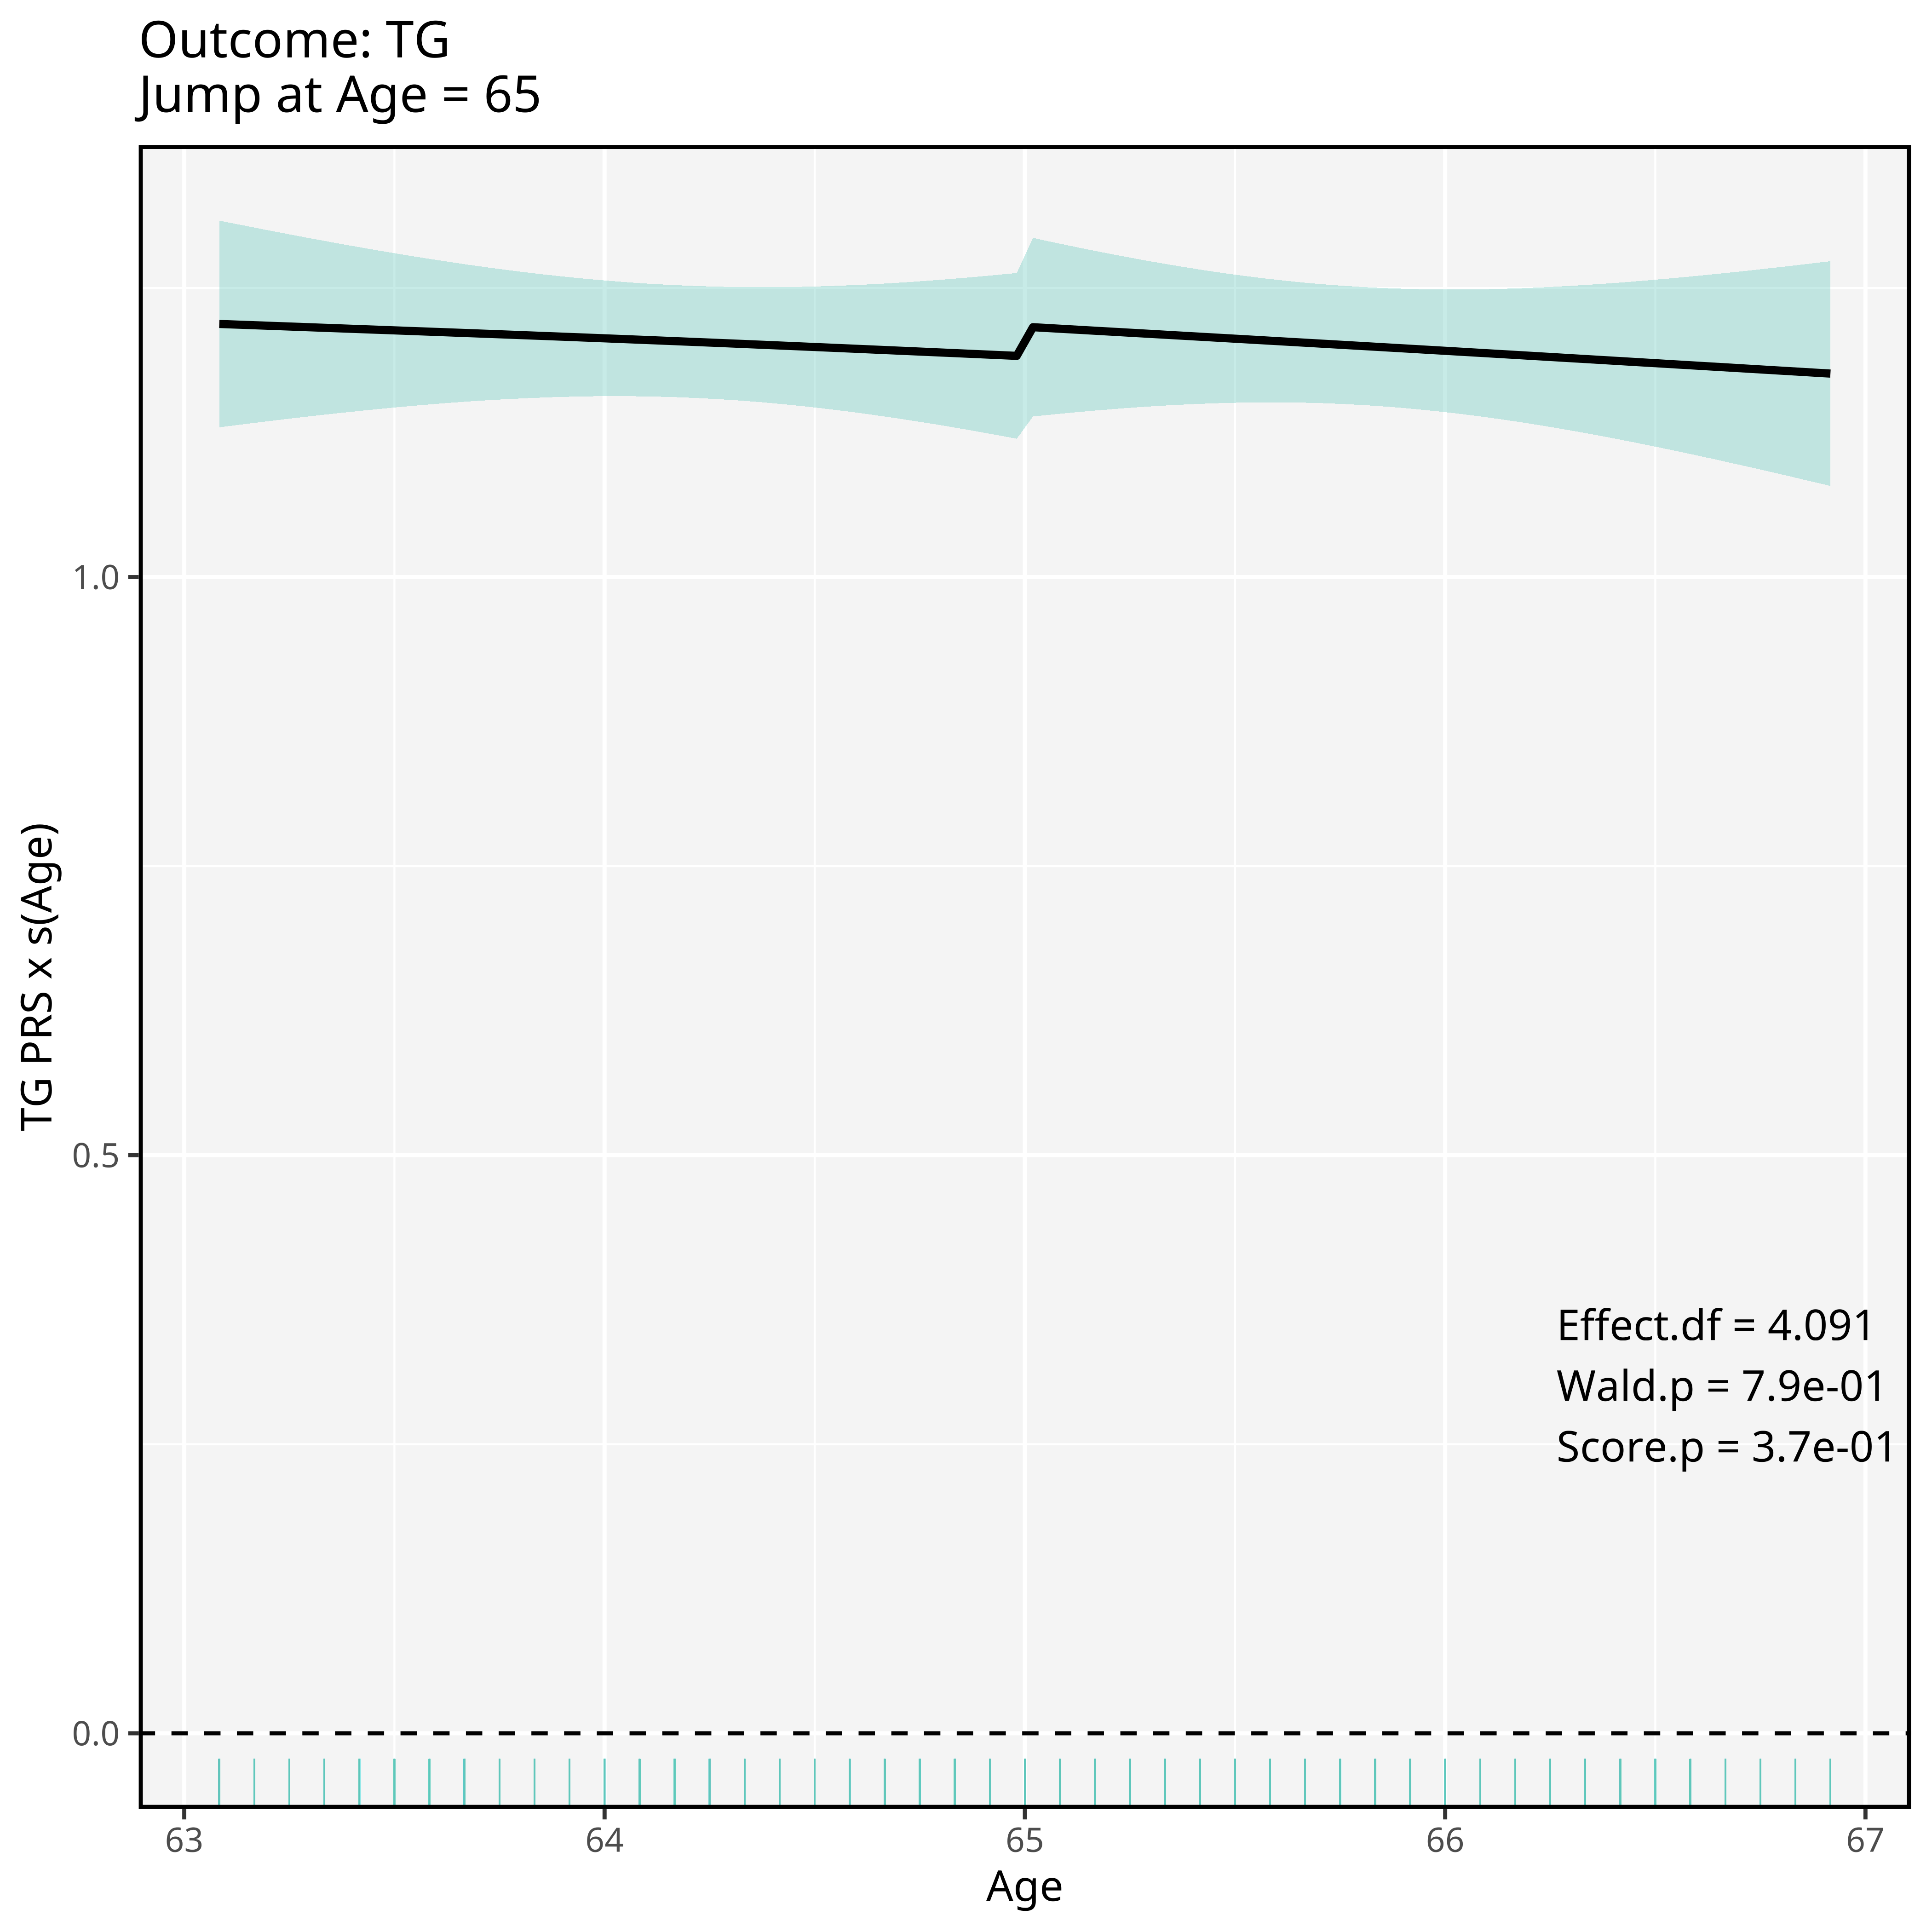 Outcome: TG
Jump at Age = 65
TG PRS x s(Age)
1.0
0.5
0.0
Effect.df = 4.091
Wald.p = 7.9e-01
Score.p = 3.7e-01
63
64
65
66
67
Age